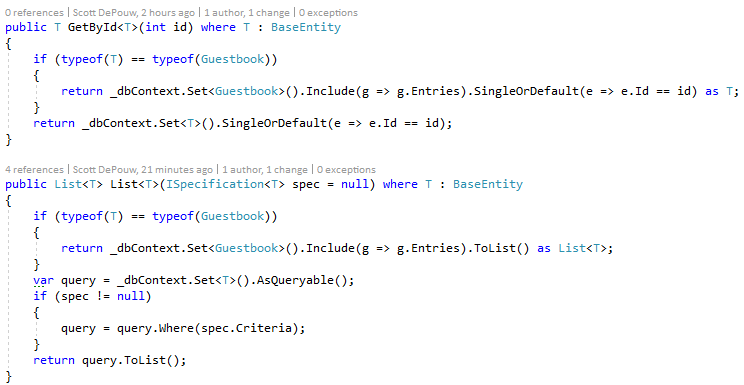 0 references | Scott DePouw, 2 hours ago | 1 author, 1 change | 0 exceptions
public T GetById<T>(int id) where T : BaseEntity
{
    if (typeof(T) == typeof(Guestbook))
    {
        return _dbContext.Set<Guestbook>().Include(g => g.Entries).SingleOrDefault(e => e.Id == id) as T;
    }
    return _dbContext.Set<T>().SingleOrDefault(e => e.Id == id);
}
4 references | Scott DePouw, 21 minutes ago | 1 author, 1 change | 0 exceptions
public List<T> List<T>(ISpecification<T> spec = null) where T : BaseEntity
{
    if (typeof(T) == typeof(Guestbook))
    {
        return _dbContext.Set<Guestbook>().Include(g => g.Entries).ToList() as List<T>;
    }
    var query = _dbContext.Set<T>().AsQueryable();
    if (spec != null)
    {
        query = query.Where(spec.Criteria);
    }
    return query.ToList();
}